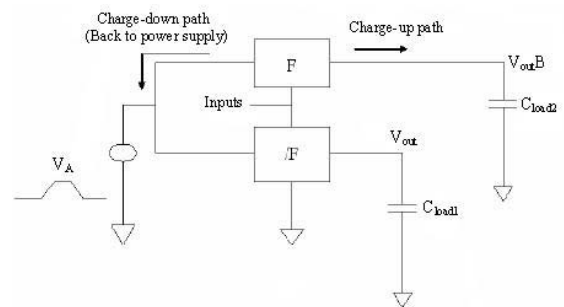 Charge-down path
(Back to power supply)
Charge-up path
F
VoutB
Inputs
Cload2
/F
Vout
VA
Cload1